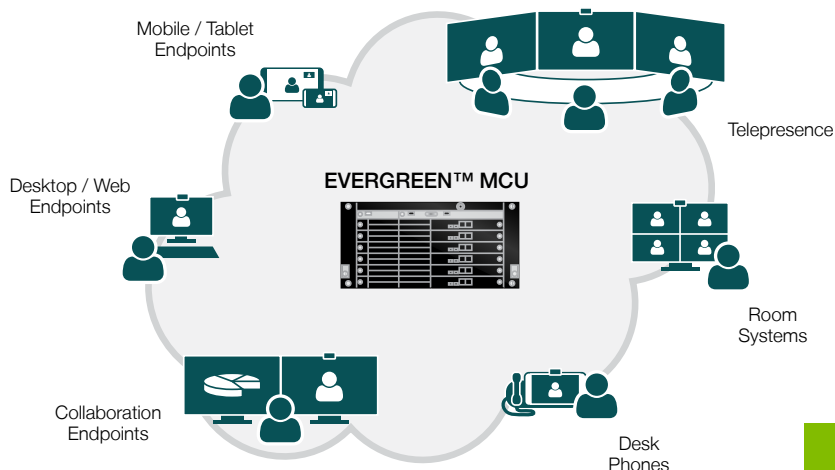 Mobile / Tablet
Endpoints
Telepresence
EVERGREEN™ MCU
Desktop / Web
Endpoints
Room
Systems
Collaboration
Endpoints
Desk
Phones